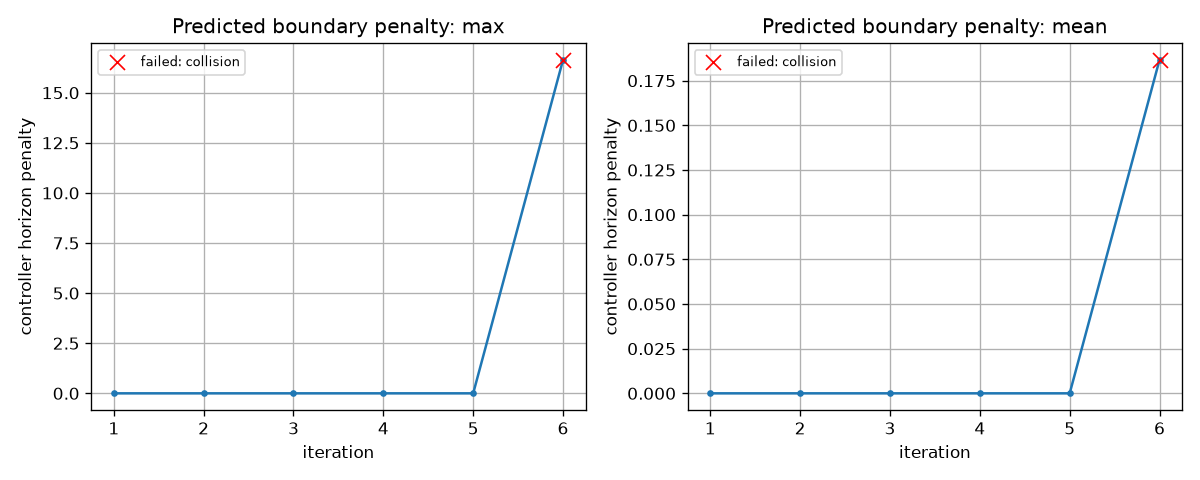 Predicted boundary penalty: max
failed: collision
controller horizon penalty
15.0
12.5
10.0
7.5
5.0
2.5
0.0
1 2 3 4 5 6
iteration
Predicted boundary penalty: mean
failed: collision
controller horizon penalty
0.175
0.150
0.125
0.100
0.075
0.050
0.025
0.000
1 2 3 4 5 6
iteration